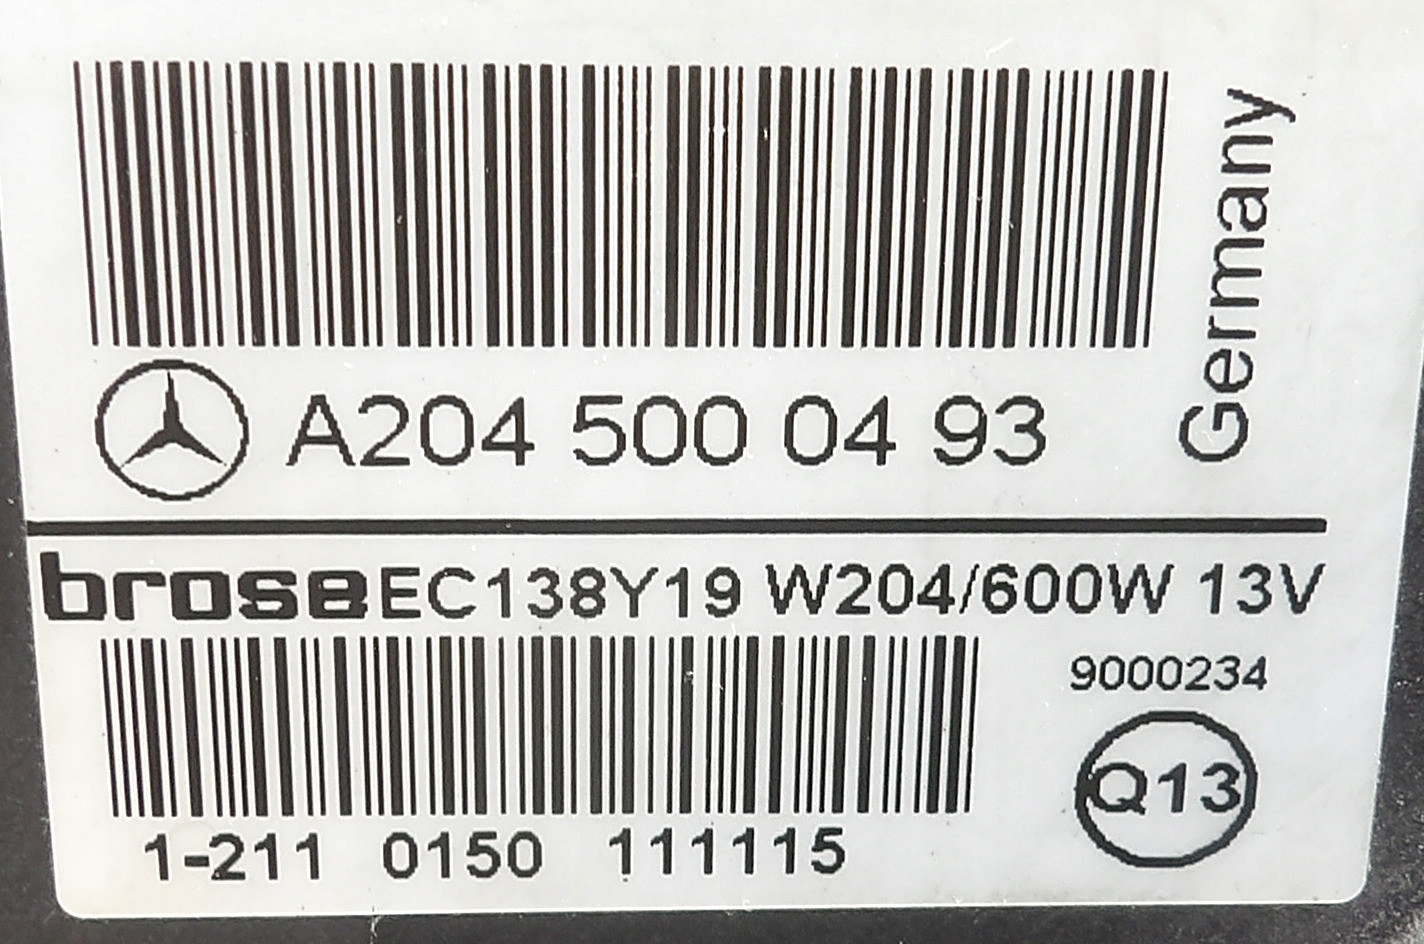 A204 500 04 93
Germany
brose EC138Y19 W204/600W 13V
9000234
Q13
1-211 0150 111115